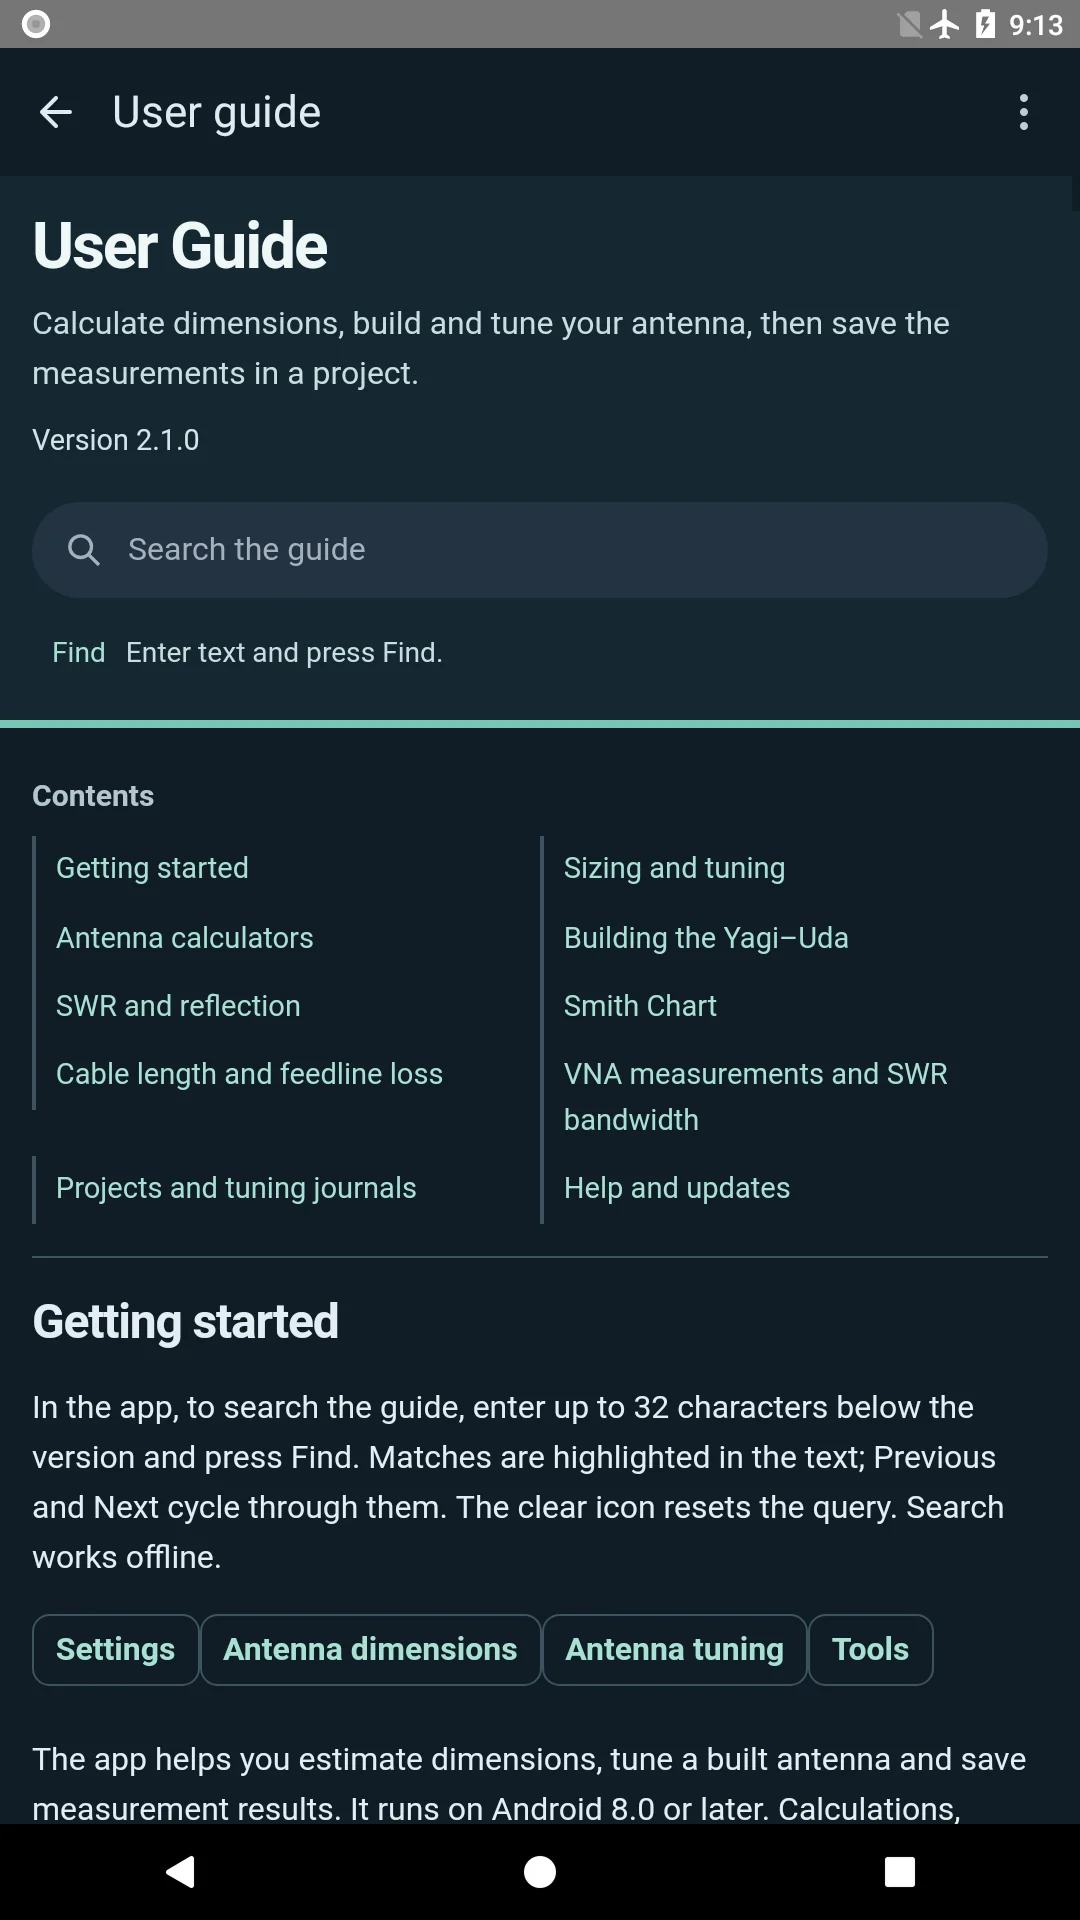 9:13
User guide
User Guide
Calculate dimensions, build and tune your antenna, then save the
measurements in a project.
Version 2.1.0
Search the guide
Find Enter text and press Find.
Contents
Getting started
Sizing and tuning
Antenna calculators
Building the Yagi–Uda
SWR and reflection
Smith Chart
Cable length and feedline loss
VNA measurements and SWR
bandwidth
Projects and tuning journals
Help and updates
Getting started
In the app, to search the guide, enter up to 32 characters below the
version and press Find. Matches are highlighted in the text; Previous
and Next cycle through them. The clear icon resets the query. Search
works offline.
Settings Antenna dimensions Antenna tuning Tools
The app helps you estimate dimensions, tune a built antenna and save
measurement results. It runs on Android 8.0 or later. Calculations,